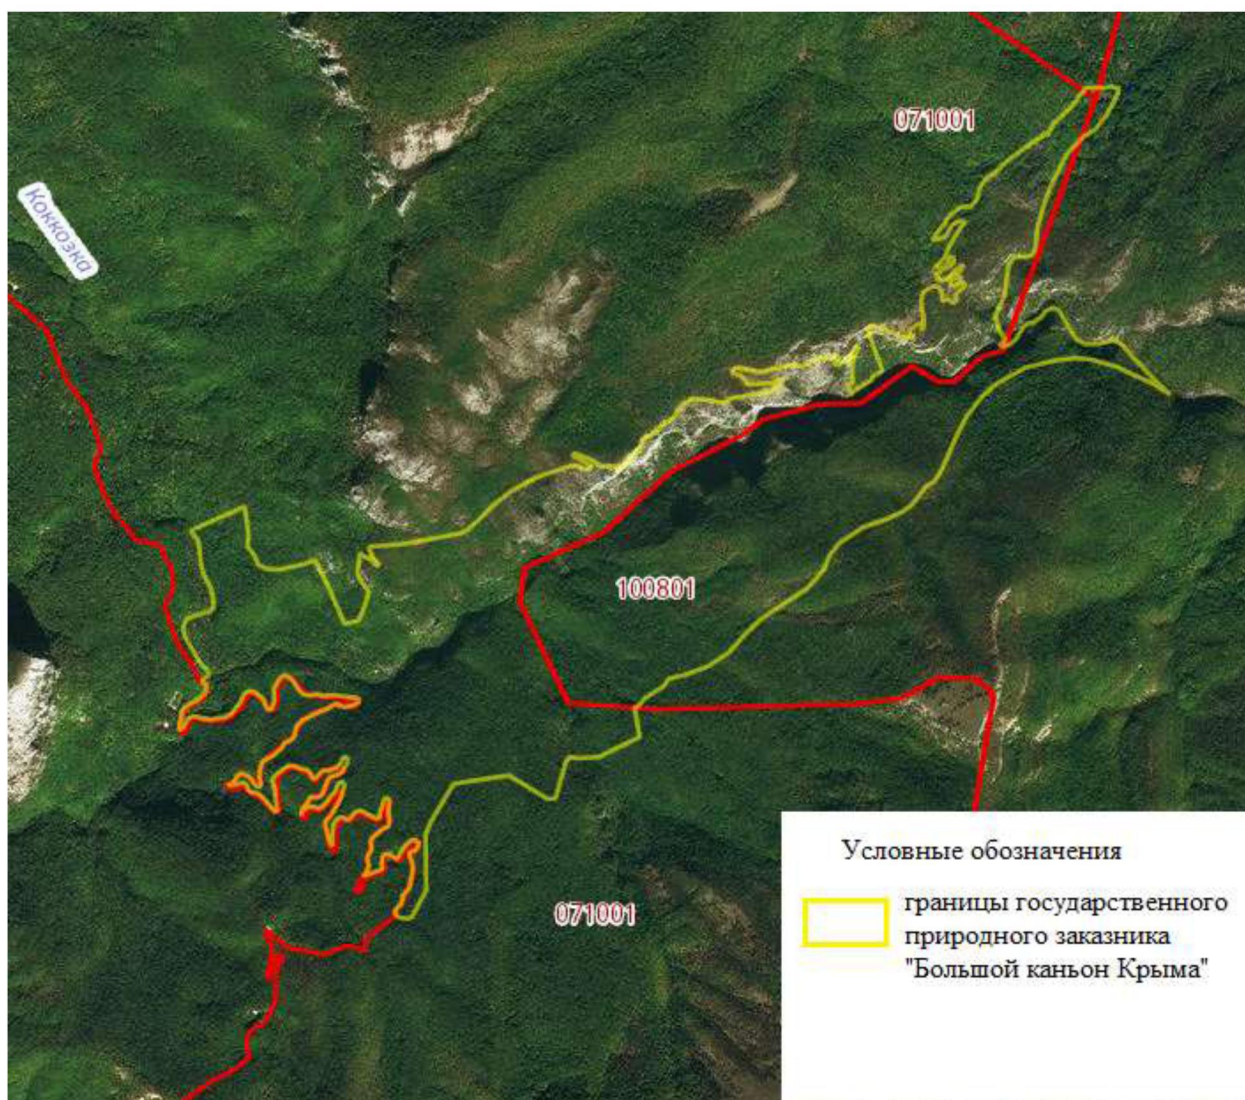 071001
Коккозка
100801
071001
Условные обозначения
границы государственного
природного заказника
"Большой каньон Крыма"